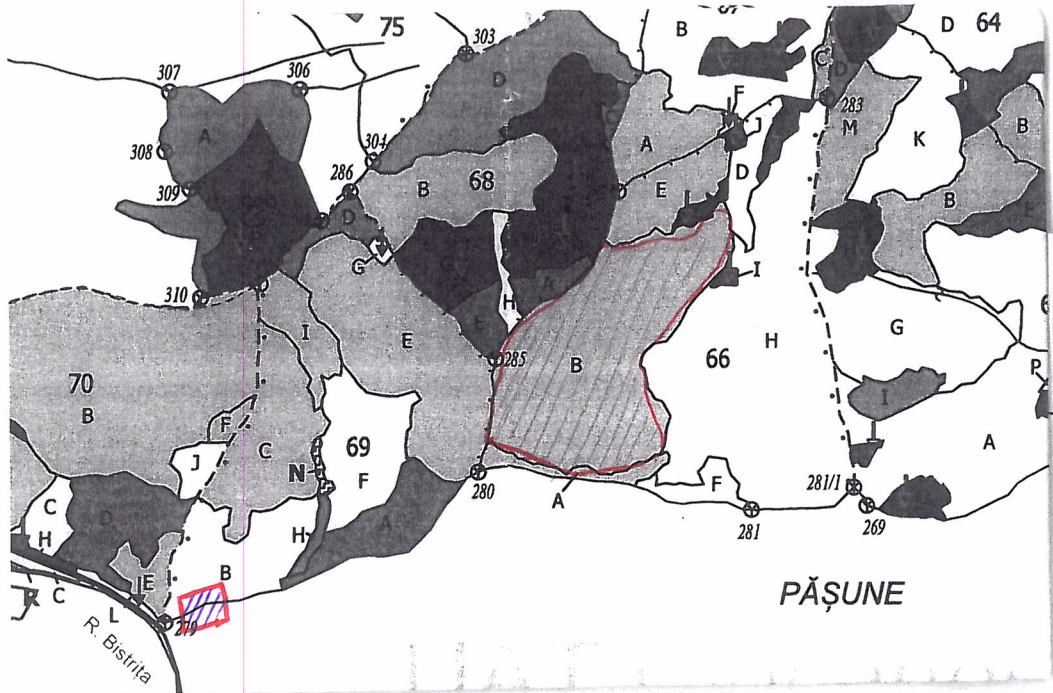 75
303
B
D
64
307
306
D
C
D
283
F
J
M
K
B
A
C
A
308
304
286
309
B
68
E
D
L
B
E
D
G
I
310
H
A
I
E
E
285
B
66
H
G
70
B
P
I
F
C
69
A
J
N
F
280
A
F
281/1
281
269
C
D
A
H
H
E
B
K
C
L
279
PĂȘUNE
R. Bistrița